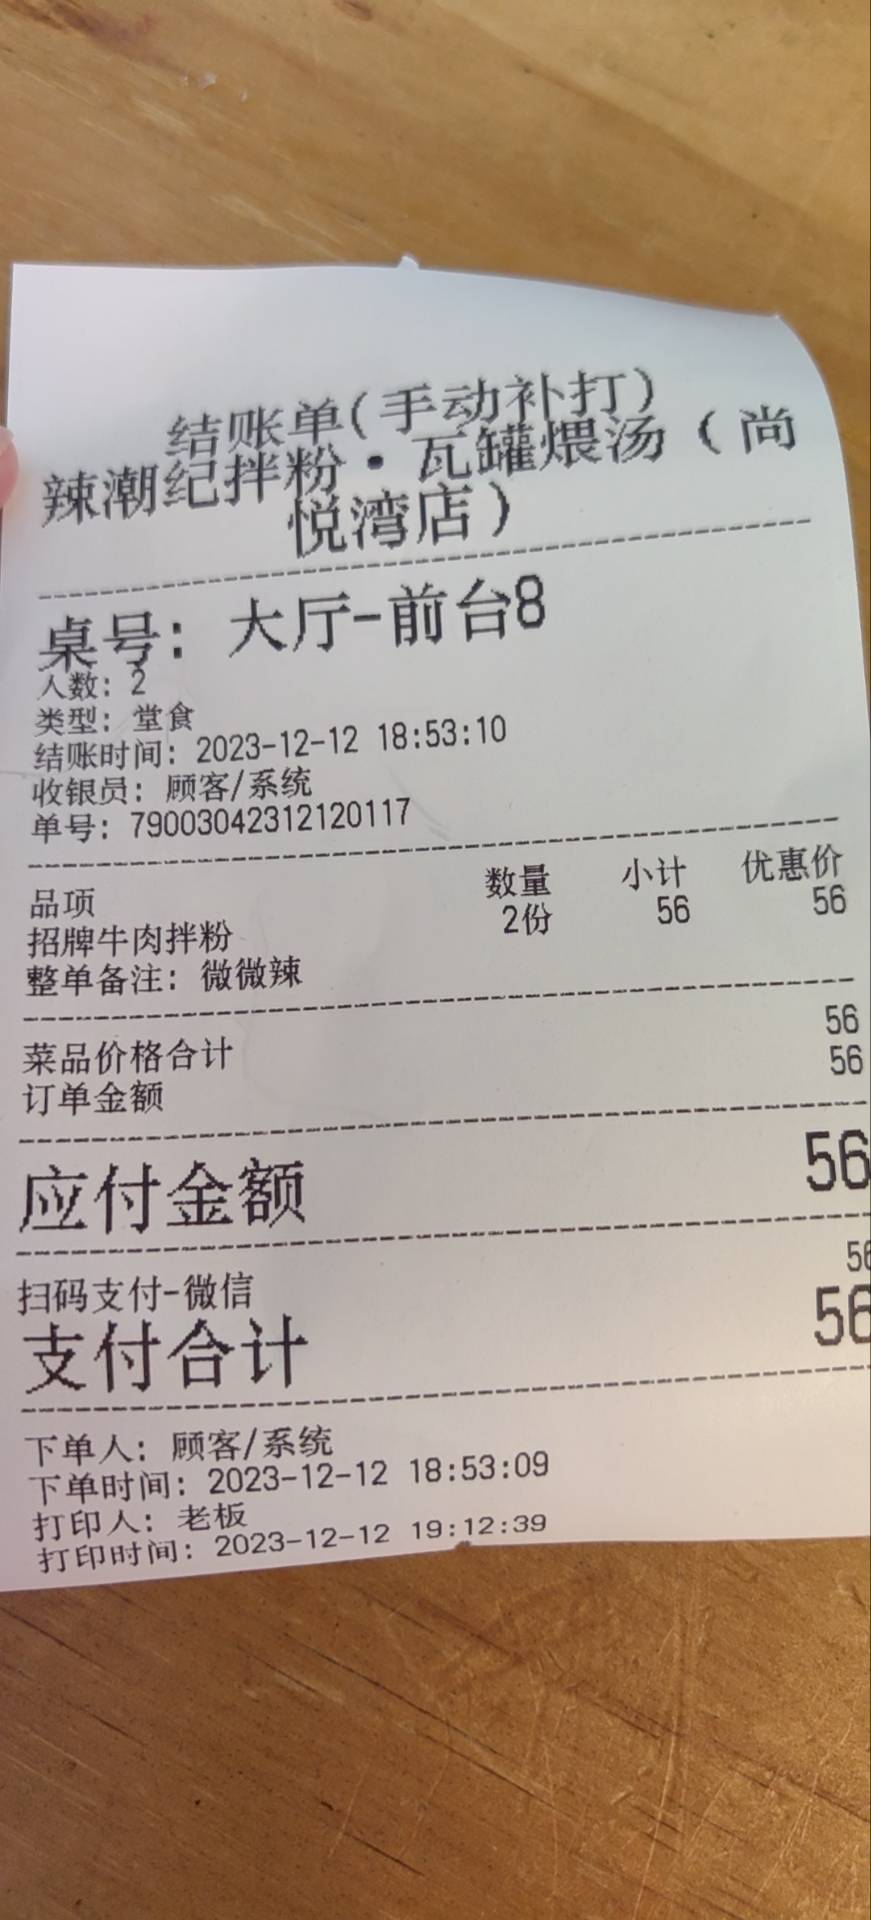 结账单(手动补打)
辣潮纪拌粉·瓦罐煨汤（尚
悦湾店）
桌号: 大厅-前台8
人数: 2
类型: 堂食
结账时间: 2023-12-12 18:53:10
收银员: 顾客/系统
单号: 79003042312120117
品项 数量 小计 优惠价
招牌牛肉拌粉 2份 56 56
整单备注: 微微辣
菜品价格合计 56
订单金额 56
应付金额 56
扫码支付-微信 56
支付合计 56
下单人: 顾客/系统
下单时间: 2023-12-12 18:53:09
打印人: 老板
打印时间: 2023-12-12 19:12:39